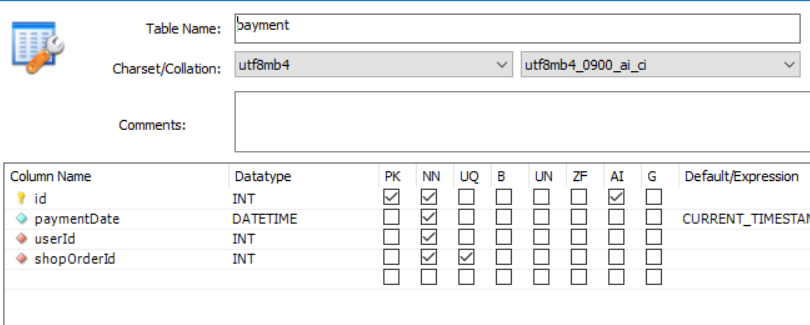 Table Name: payment
Charset/Collation: utf8mb4 utf8mb4_0900_ai_ci
Comments:
Column Name Datatype PK NN UQ B UN ZF AI G Default/Expression
id INT
paymentDate DATETIME CURRENT_TIMESTAM
userId INT
shopOrderId INT